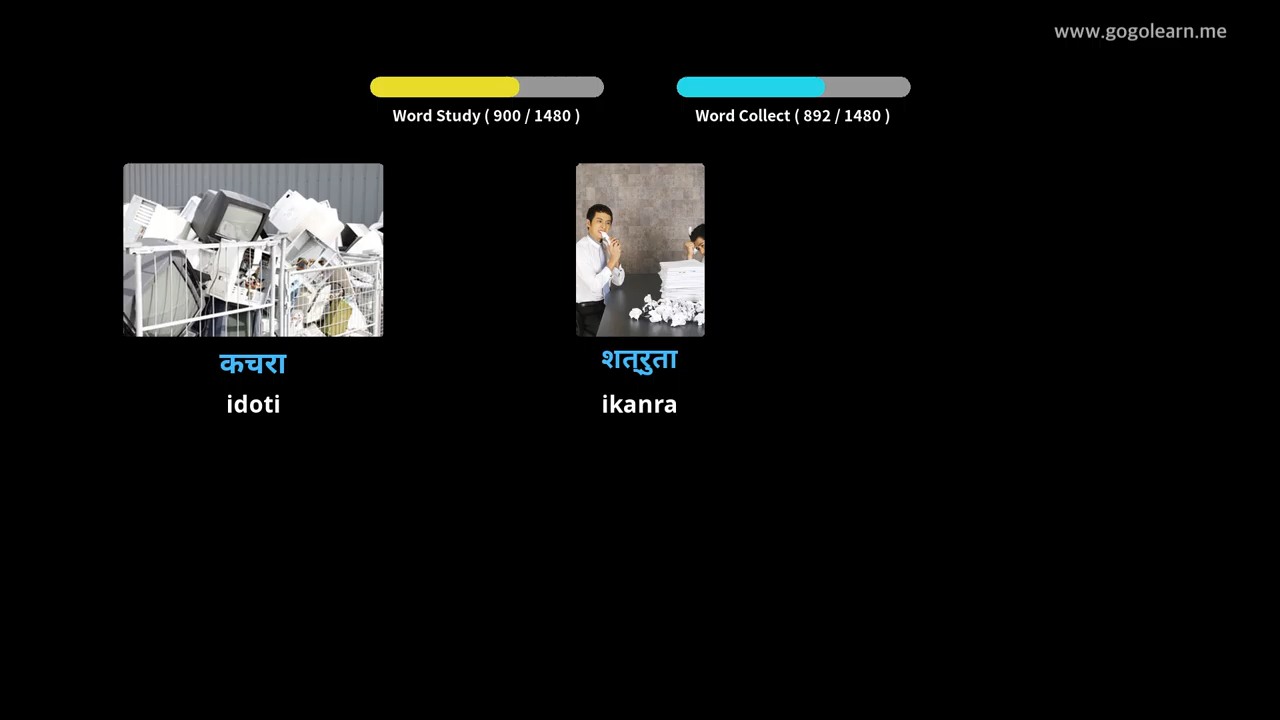 www.gogolearn.me
Word Study ( 900 / 1480 )
Word Collect ( 892 / 1480 )
कचरा
idoti
शत्रुता
ikanra